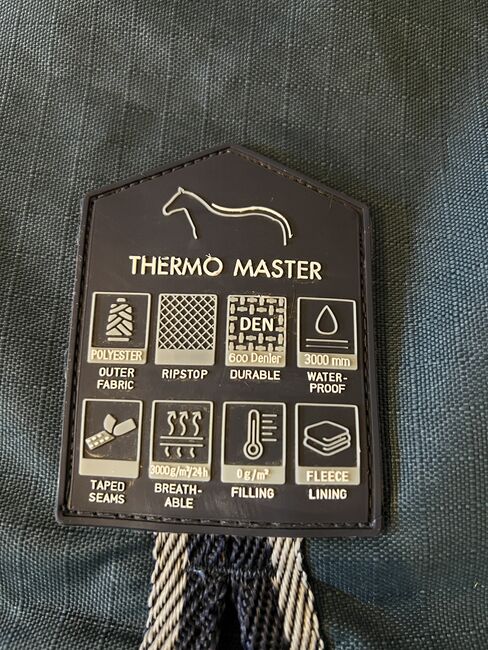 THERMO MASTER
POLYESTER
OUTER
FABRIC
RIPSTOP
DEN
600 Denier
DURABLE
3000 mm
WATER-
PROOF
TAPED
SEAMS
3000 g/m²/24h
BREATH-
ABLE
0 g/m²
FILLING
FLEECE
LINING